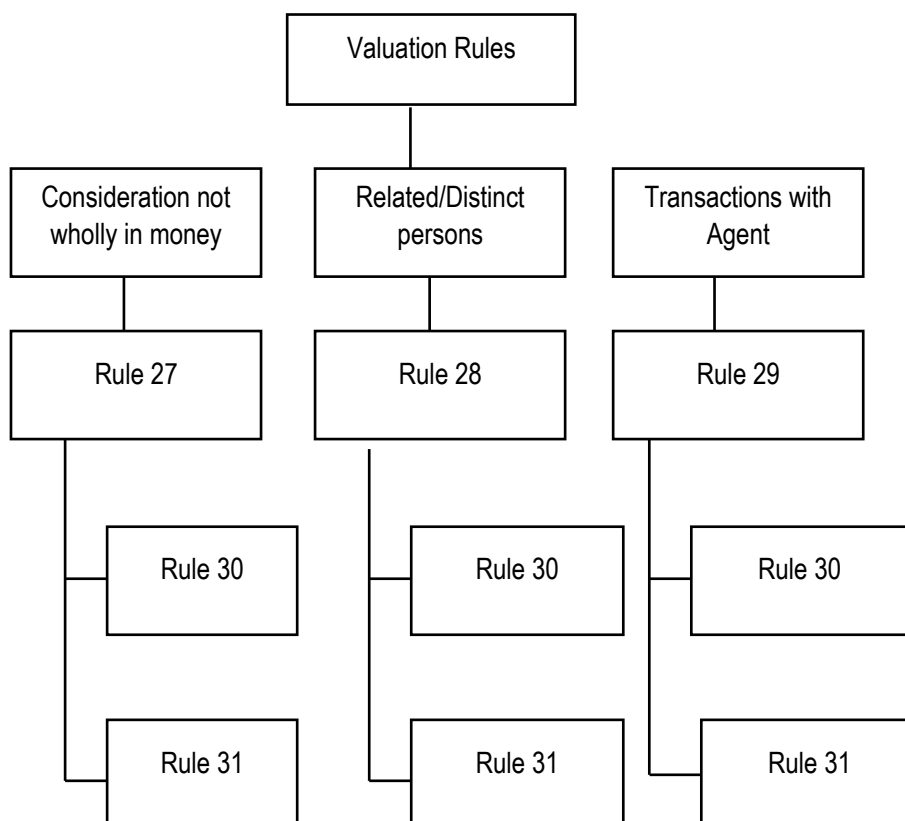 Valuation Rules
Consideration not
wholly in money
Related/Distinct
persons
Transactions with
Agent
Rule 27
Rule 28
Rule 29
Rule 30
Rule 30
Rule 30
Rule 31
Rule 31
Rule 31